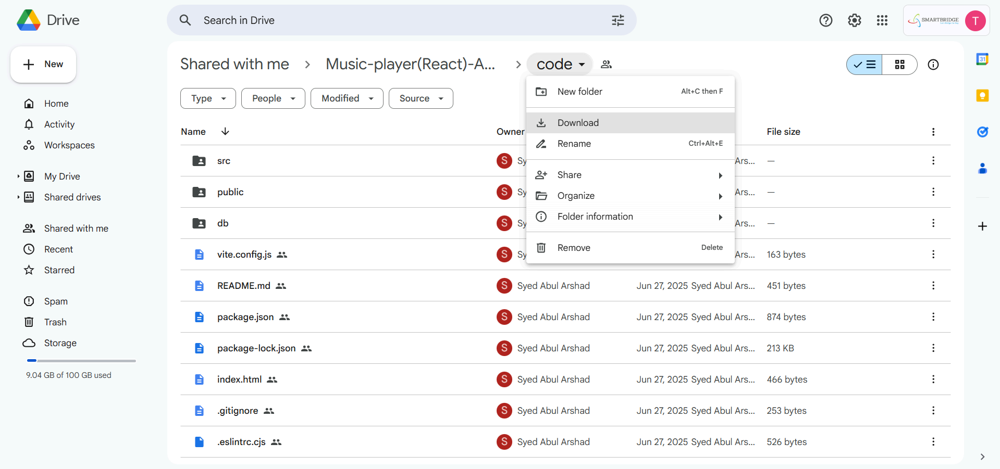 Drive
Search in Drive
SMARTBRIDGE
T
New
Shared with me
Music-player(React)-A...
code
Home
Activity
Workspaces
My Drive
Shared drives
Shared with me
Recent
Starred
Spam
Trash
Storage
9.04 GB of 100 GB used
Type
People
Modified
Source
New folder Alt+C then F
Download
Rename Ctrl+Alt+E
Share
Organize
Folder information
Remove Delete
Name Owner File size
src S Sy Ars... —
public S Sy Ars... —
db S Sy Ars... —
vite.config.js S Sy Ars... 163 bytes
README.md S Syed Abul Arshad Jun 27, 2025 Syed Abul Ars... 451 bytes
package.json S Syed Abul Arshad Jun 27, 2025 Syed Abul Ars... 874 bytes
package-lock.json S Syed Abul Arshad Jun 27, 2025 Syed Abul Ars... 213 KB
index.html S Syed Abul Arshad Jun 27, 2025 Syed Abul Ars... 466 bytes
.gitignore S Syed Abul Arshad Jun 27, 2025 Syed Abul Ars... 253 bytes
.eslintrc.cjs S Syed Abul Arshad Jun 27, 2025 Syed Abul Ars... 526 bytes
31